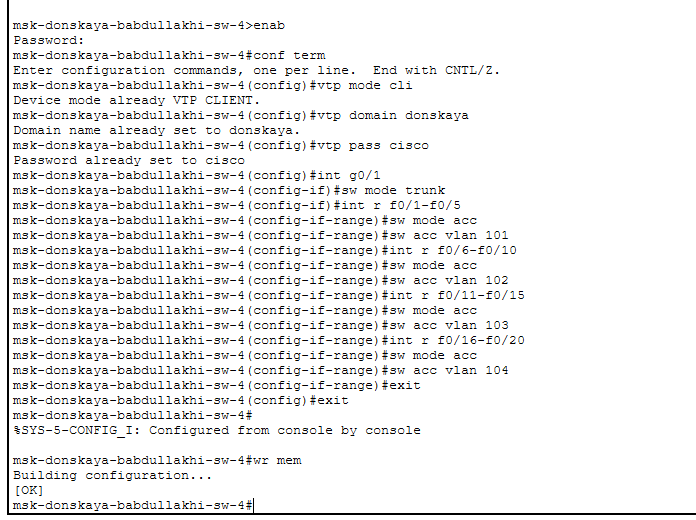 msk-donskaya-babdullakhi-sw-4>enab
Password:
msk-donskaya-babdullakhi-sw-4#conf term
Enter configuration commands, one per line.  End with CNTL/Z.
msk-donskaya-babdullakhi-sw-4(config)#vtp mode cli
Device mode already VTP CLIENT.
msk-donskaya-babdullakhi-sw-4(config)#vtp domain donskaya
Domain name already set to donskaya.
msk-donskaya-babdullakhi-sw-4(config)#vtp pass cisco
Password already set to cisco
msk-donskaya-babdullakhi-sw-4(config)#int g0/1
msk-donskaya-babdullakhi-sw-4(config-if)#sw mode trunk
msk-donskaya-babdullakhi-sw-4(config-if)#int r f0/1-f0/5
msk-donskaya-babdullakhi-sw-4(config-if-range)#sw mode acc
msk-donskaya-babdullakhi-sw-4(config-if-range)#sw acc vlan 101
msk-donskaya-babdullakhi-sw-4(config-if-range)#int r f0/6-f0/10
msk-donskaya-babdullakhi-sw-4(config-if-range)#sw mode acc
msk-donskaya-babdullakhi-sw-4(config-if-range)#sw acc vlan 102
msk-donskaya-babdullakhi-sw-4(config-if-range)#int r f0/11-f0/15
msk-donskaya-babdullakhi-sw-4(config-if-range)#sw mode acc
msk-donskaya-babdullakhi-sw-4(config-if-range)#sw acc vlan 103
msk-donskaya-babdullakhi-sw-4(config-if-range)#int r f0/16-f0/20
msk-donskaya-babdullakhi-sw-4(config-if-range)#sw mode acc
msk-donskaya-babdullakhi-sw-4(config-if-range)#sw acc vlan 104
msk-donskaya-babdullakhi-sw-4(config-if-range)#exit
msk-donskaya-babdullakhi-sw-4(config)#exit
msk-donskaya-babdullakhi-sw-4#
%SYS-5-CONFIG_I: Configured from console by console
msk-donskaya-babdullakhi-sw-4#wr mem
Building configuration...
[OK]
msk-donskaya-babdullakhi-sw-4#